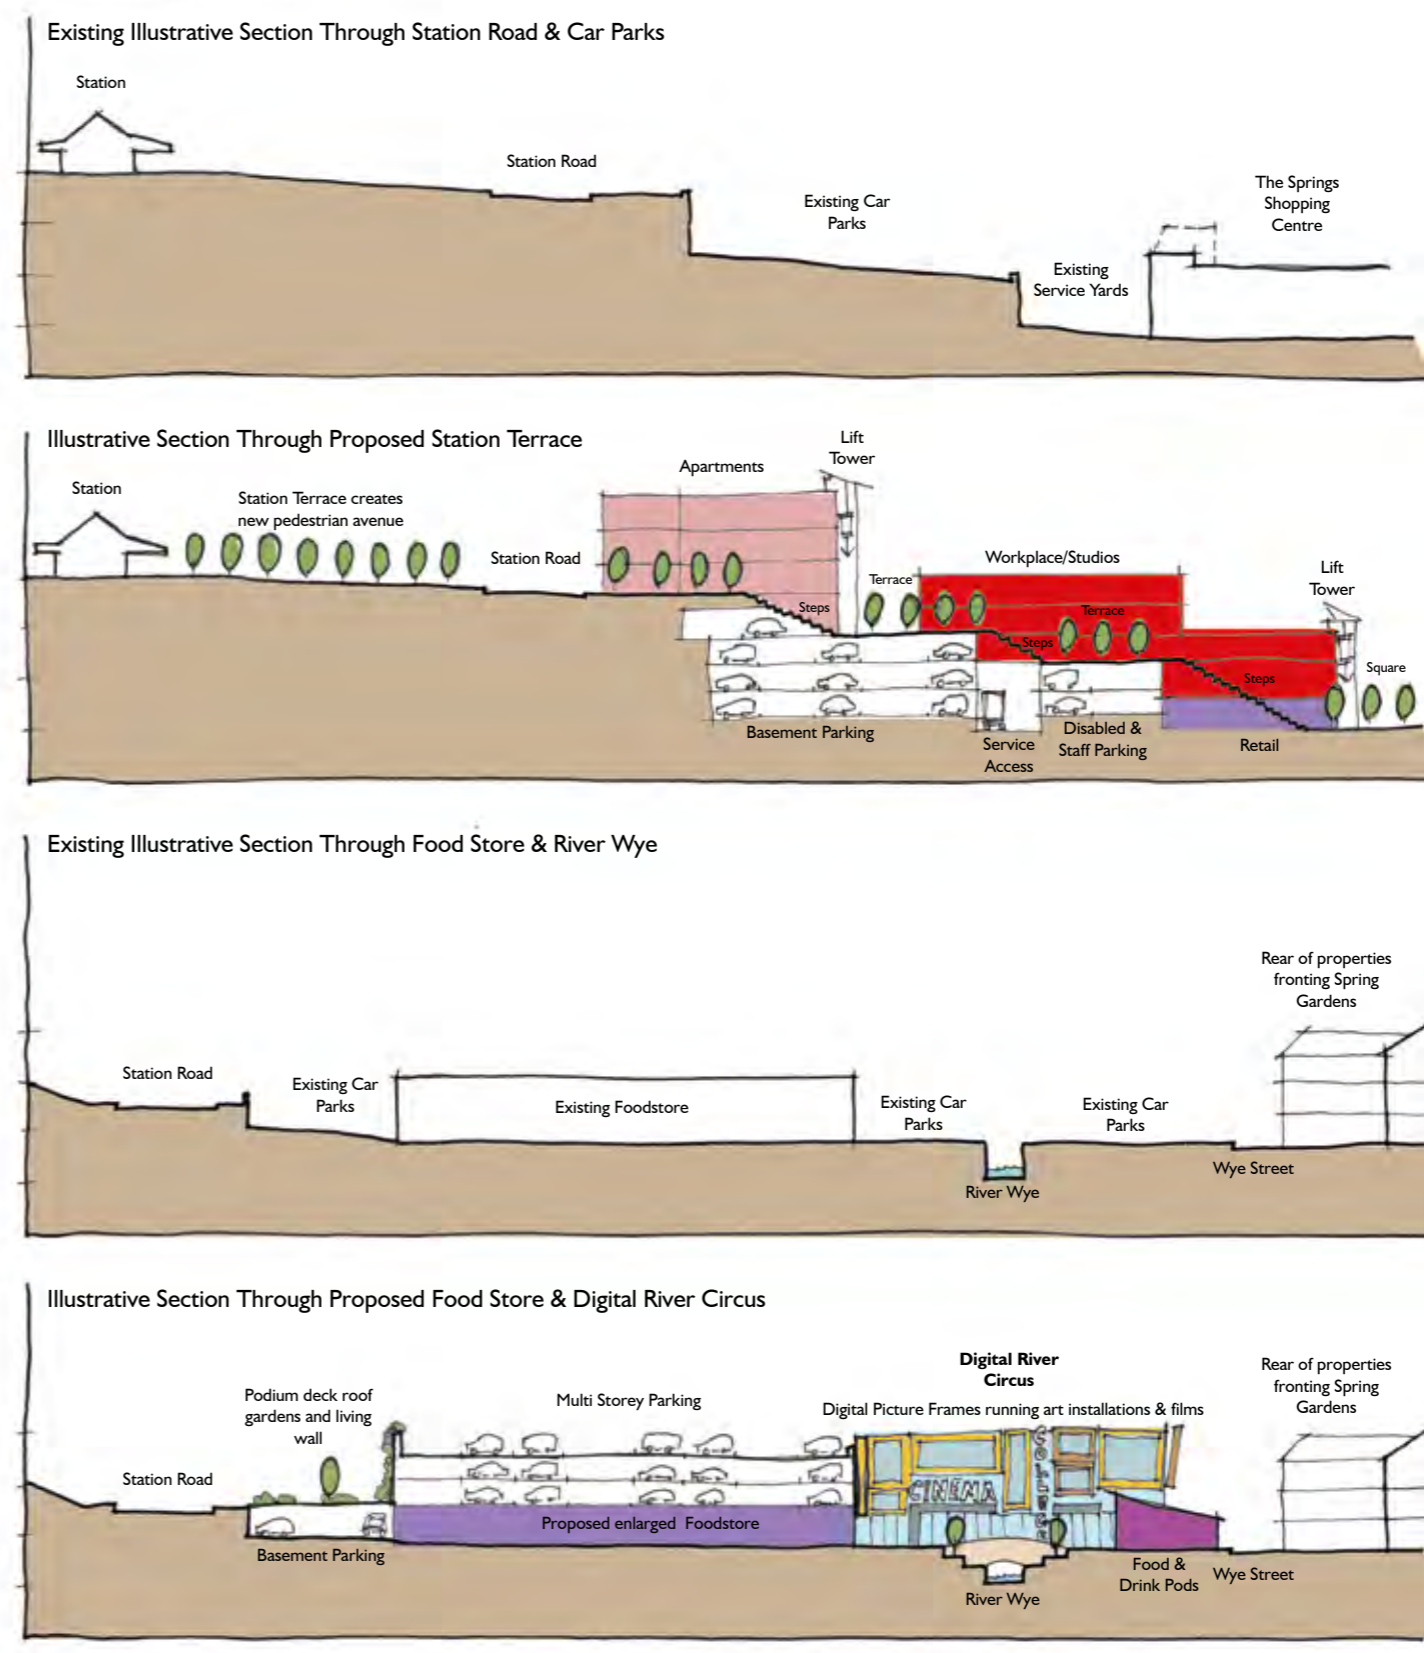 Existing Illustrative Section Through Station Road & Car Parks
Station
Station Road
Existing Car
Parks
Existing
Service Yards
The Springs
Shopping
Centre
Illustrative Section Through Proposed Station Terrace
Station
Station Terrace creates
new pedestrian avenue
Station Road
Apartments
Lift
Tower
Steps
Terrace
Workplace/Studios
Terrace
Steps
Lift
Tower
Steps
Square
Basement Parking
Service
Access
Disabled &
Staff Parking
Retail
Existing Illustrative Section Through Food Store & River Wye
Station Road
Existing Car
Parks
Existing Foodstore
Existing Car
Parks
River Wye
Existing Car
Parks
Wye Street
Rear of properties
fronting Spring
Gardens
Illustrative Section Through Proposed Food Store & Digital River Circus
Station Road
Podium deck roof
gardens and living
wall
Basement Parking
Multi Storey Parking
Proposed enlarged Foodstore
Digital River
Circus
Digital Picture Frames running art installations & films
CINEMA
COLLEGE
River Wye
Food &
Drink Pods
Wye Street
Rear of properties
fronting Spring
Gardens